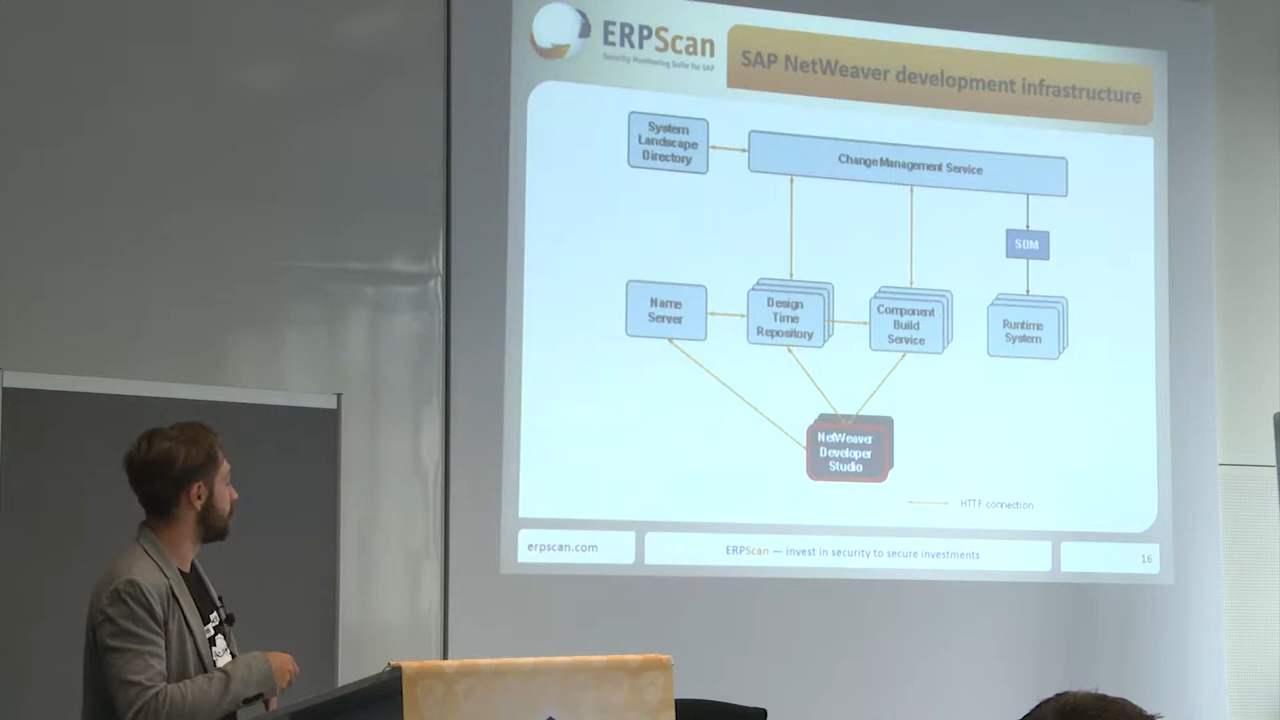 ERPScan
Security Monitoring Suite for SAP
SAP NetWeaver development infrastructure
System
Landscape
Directory
Change Management Service
SDM
Name
Server
Design
Time
Repository
Component
Build
Service
Runtime
System
NetWeaver
Developer
Studio
HTTP connection
erpscan.com
ERPScan — invest in security to secure investments
16